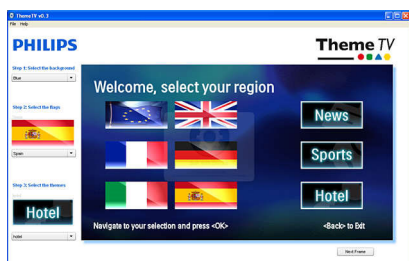 ThemeTV v0.3
File Help
PHILIPS
Theme TV
Step 1: Select the background
Blue
Welcome, select your region
News
Step 2: Select the flags
Spain
Sports
Step 3: Select the themes
Hotel
Hotel
Hotel
Navigate to your selection and press <OK>
<Back> to Exit
Next Frame